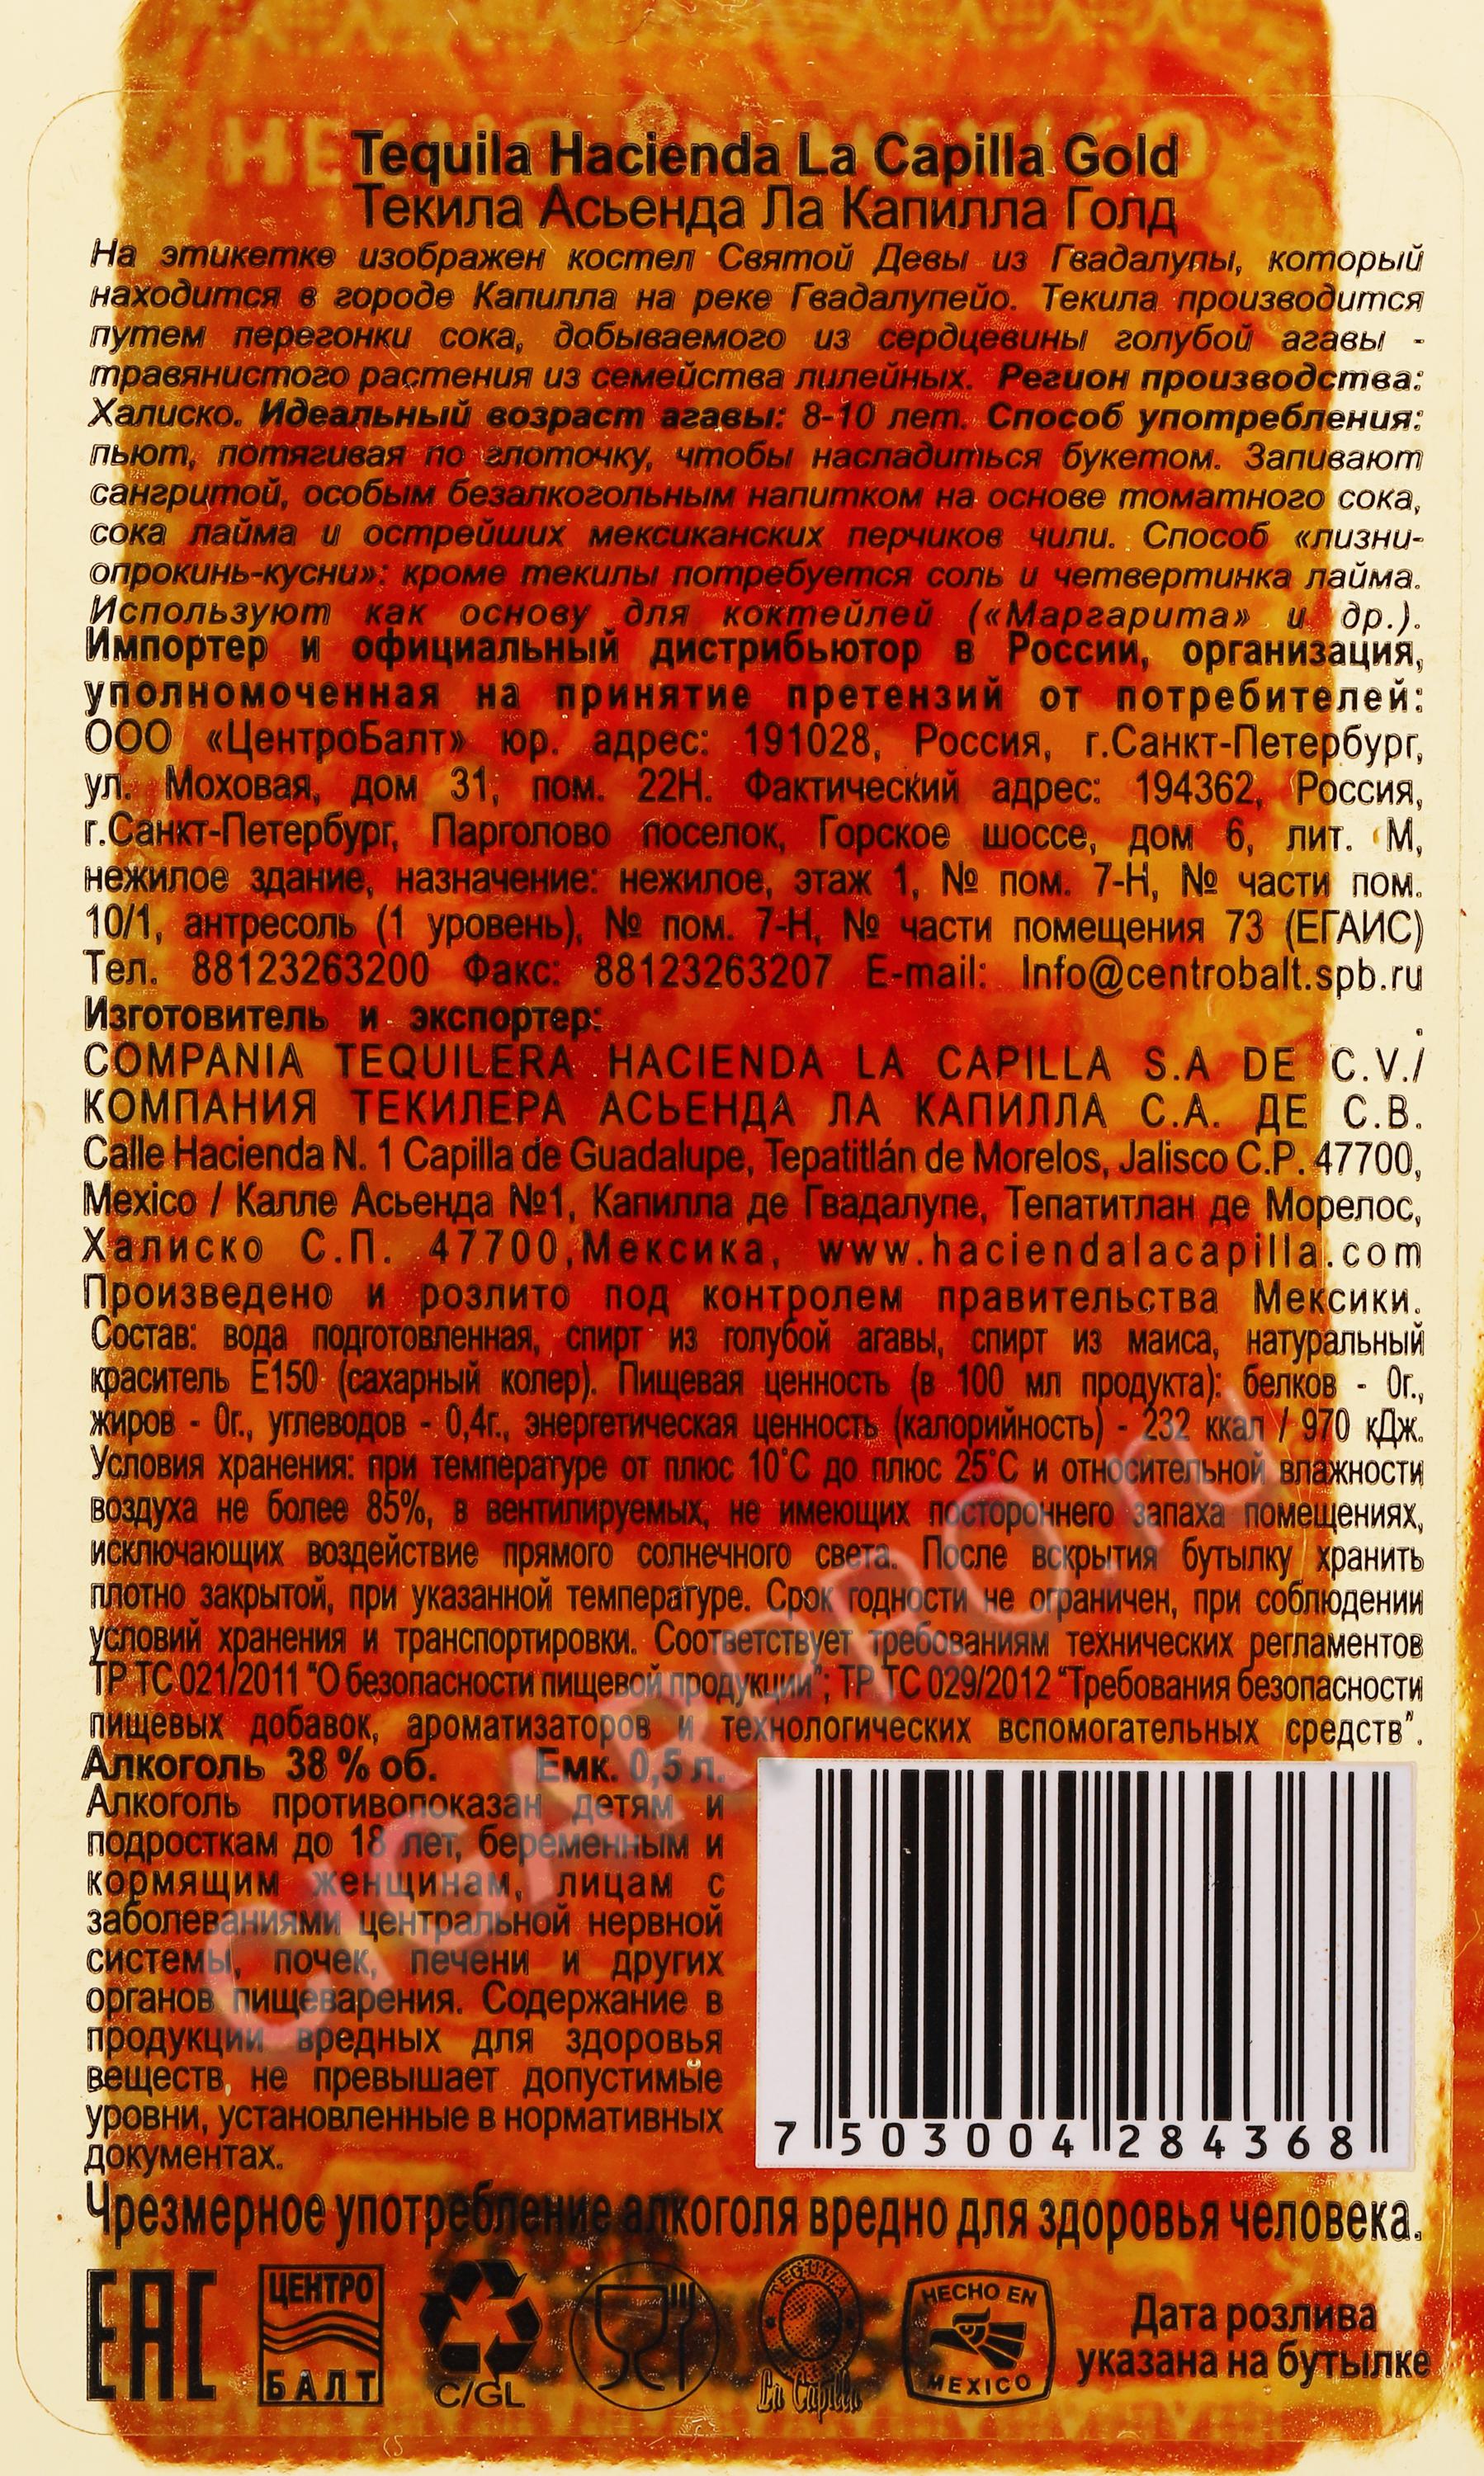 HECHO EN MEXICO
Tequila Hacienda La Capilla Gold
Текила Асьенда Ла Капилла Голд
На этикетке изображен костел Святой Девы из Гвадалупы, который
находится в городе Капилла на реке Гвадалупейо. Текила производится
путем перегонки сока, добываемого из сердцевины голубой агавы -
травянистого растения из семейства лилейных. Регион производства:
Халиско. Идеальный возраст агавы: 8-10 лет. Способ употребления:
пьют, потягивая по глоточку, чтобы насладиться букетом. Запивают
сангритой, особым безалкогольным напитком на основе томатного сока,
сока лайма и острейших мексиканских перчиков чили. Способ «лизни-
опрокинь-кусни»: кроме текилы потребуется соль и четвертинка лайма.
Используют как основу для коктейлей («Маргарита» и др.).
Импортер и официальный дистрибьютор в России, организация,
уполномоченная на принятие претензий от потребителей:
ООО «ЦентроБалт» юр. адрес: 191028, Россия, г.Санкт-Петербург,
ул. Моховая, дом 31, пом. 22Н. Фактический адрес: 194362, Россия,
г.Санкт-Петербург, Парголово поселок, Горское шоссе, дом 6, лит. М,
нежилое здание, назначение: нежилое, этаж 1, № пом. 7-Н, № части пом.
10/1, антресоль (1 уровень), № пом. 7-Н, № части помещения 73 (ЕГАИС)
Тел. 88123263200 Факс: 88123263207 E-mail: Info@centrobalt.spb.ru
Изготовитель и экспортер: .
COMPANIA TEQUILERA HACIENDA LA CAPILLA S.A DE C.V./
КОМПАНИЯ ТЕКИЛЕРА АСЬЕНДА ЛА КАПИЛЛА С.А. ДЕ С.В.
Calle Hacienda N. 1 Capilla de Guadalupe, Tepatitlán de Morelos, Jalisco C.P. 47700,
Mexico / Калле Асьенда №1, Капилла де Гвадалупе, Тепатитлан де Морелос,
Халиско С.П. 47700,Мексика, www.haciendalacapilla.com
Произведено и розлито под контролем правительства Мексики.
Состав: вода подготовленная, спирт из голубой агавы, спирт из маиса, натуральный
краситель Е150 (сахарный колер). Пищевая ценность (в 100 мл продукта): белков - 0г.,
жиров - 0г., углеводов - 0,4г., энергетическая ценность (калорийность) - 232 ккал / 970 кДж.
Условия хранения: при температуре от плюс 10°С до плюс 25°С и относительной влажности
воздуха не более 85%, в вентилируемых, не имеющих постороннего запаха помещениях,
исключающих воздействие прямого солнечного света. После вскрытия бутылку хранить
плотно закрытой, при указанной температуре. Срок годности не ограничен, при соблюдении
условий хранения и транспортировки. Соответствует требованиям технических регламентов
ТР ТС 021/2011 "О безопасности пищевой продукции"; ТР ТС 029/2012 "Требования безопасности
пищевых добавок, ароматизаторов и технологических вспомогательных средств".
Алкоголь 38 % об. Емк. 0,5 л.
Алкоголь противопоказан детям и
подросткам до 18 лет, беременным и
кормящим женщинам, лицам с
заболеваниями центральной нервной
системы, почек, печени и других
органов пищеварения. Содержание в
продукции вредных для здоровья
веществ, не превышает допустимые
уровни, установленные в нормативных
документах.
7 503004 284368
Чрезмерное употребление алкоголя вредно для здоровья человека.
EAC
ЦЕНТРО
БАЛТ
C/GL
TEQUILA
La Capilla
HECHO EN
MEXICO
Дата розлива
указана на бутылке
CIGARPRO.ru